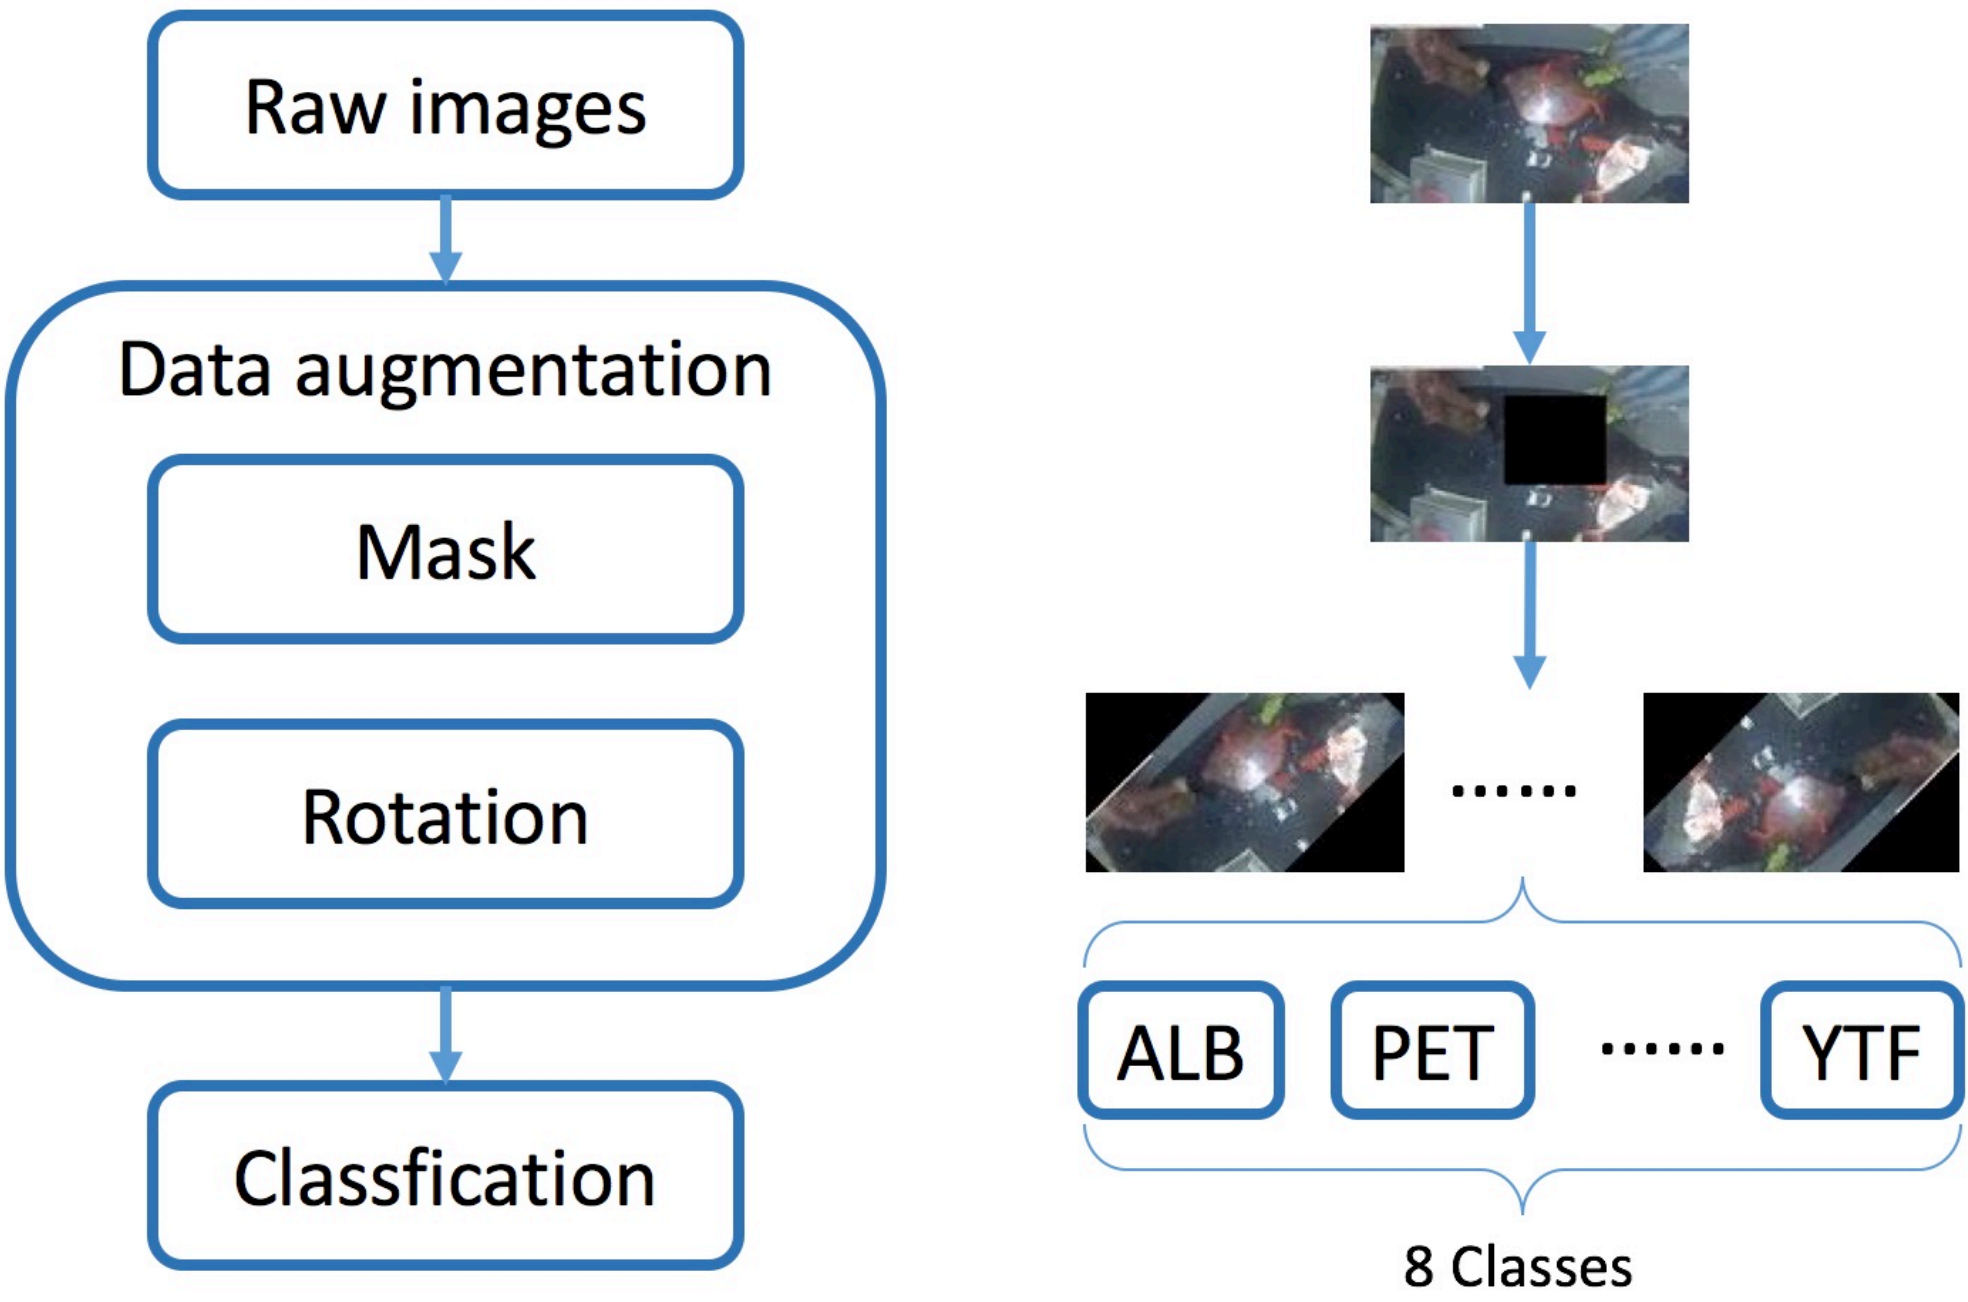 Raw images
Data augmentation
Mask
Rotation
Classfication
ALB
PET
......
YTF
......
8 Classes